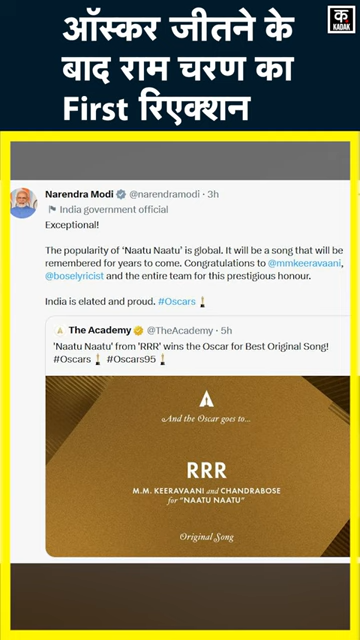 ऑस्कर जीतने के
बाद राम चरण का
First रिएक्शन
क
KADAK
Narendra Modi @narendramodi · 3h
India government official
Exceptional!
The popularity of ‘Naatu Naatu’ is global. It will be a song that will be
remembered for years to come. Congratulations to @mmkeeravaani,
@boselyricist and the entire team for this prestigious honour.
India is elated and proud. #Oscars
The Academy @TheAcademy · 5h
'Naatu Naatu' from 'RRR' wins the Oscar for Best Original Song!
#Oscars #Oscars95
And the Oscar goes to...
RRR
M.M. KEERAVAANI and CHANDRABOSE
for “NAATU NAATU”
Original Song